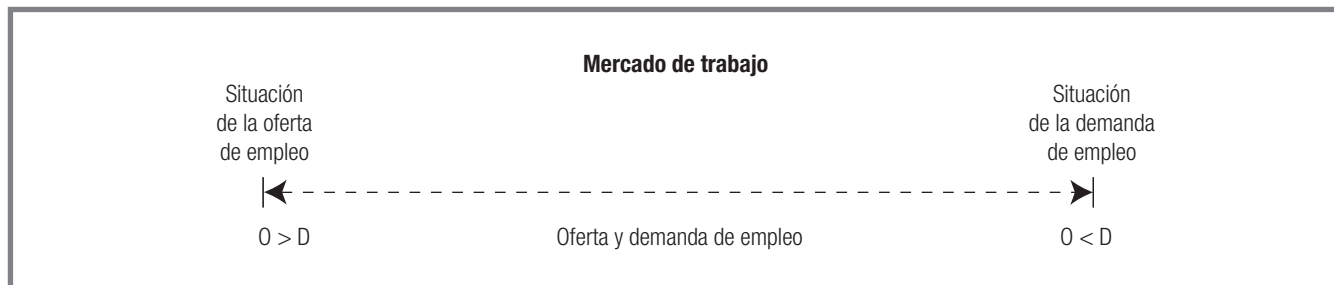 Mercado de trabajo
Situación
de la oferta
de empleo
Situación
de la demanda
de empleo
O > D
Oferta y demanda de empleo
O < D